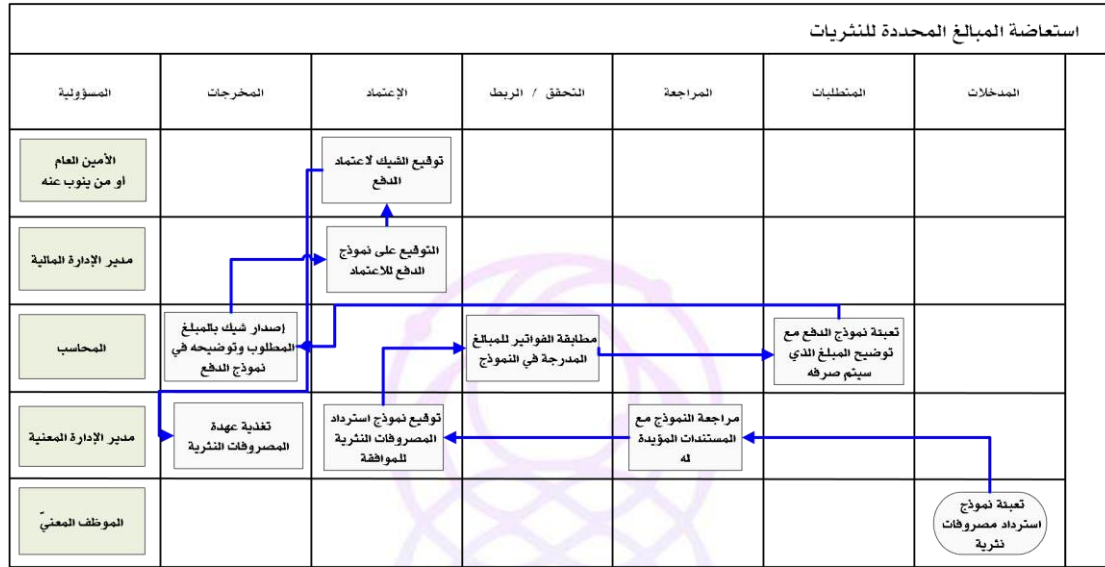 استعاضة المبالغ المحددة للنثريات
المدخلات
المتطلبات
المراجعة
التحقق / الربط
الإعتماد
المخرجات
المسؤولية
توقيع الشيك لاعتماد
الدفع
الأمين العام
أو من ينوب عنه
التوقيع على نموذج
الدفع للاعتماد
مدير الإدارة المالية
تعبئة نموذج الدفع مع
توضيح المبلغ الذي
سيتم صرفه
مطابقة الفواتير للمبالغ
المدرجة في النموذج
إصدار شيك بالمبلغ
المطلوب وتوضيحه في
نموذج الدفع
المحاسب
مراجعة النموذج مع
المستندات المؤيدة
له
توقيع نموذج استرداد
المصروفات النثرية
للموافقة
تغذية عهدة
المصروفات النثرية
مدير الإدارة المعنية
تعبئة نموذج
استرداد مصروفات
نثرية
الموظف المعنيّ